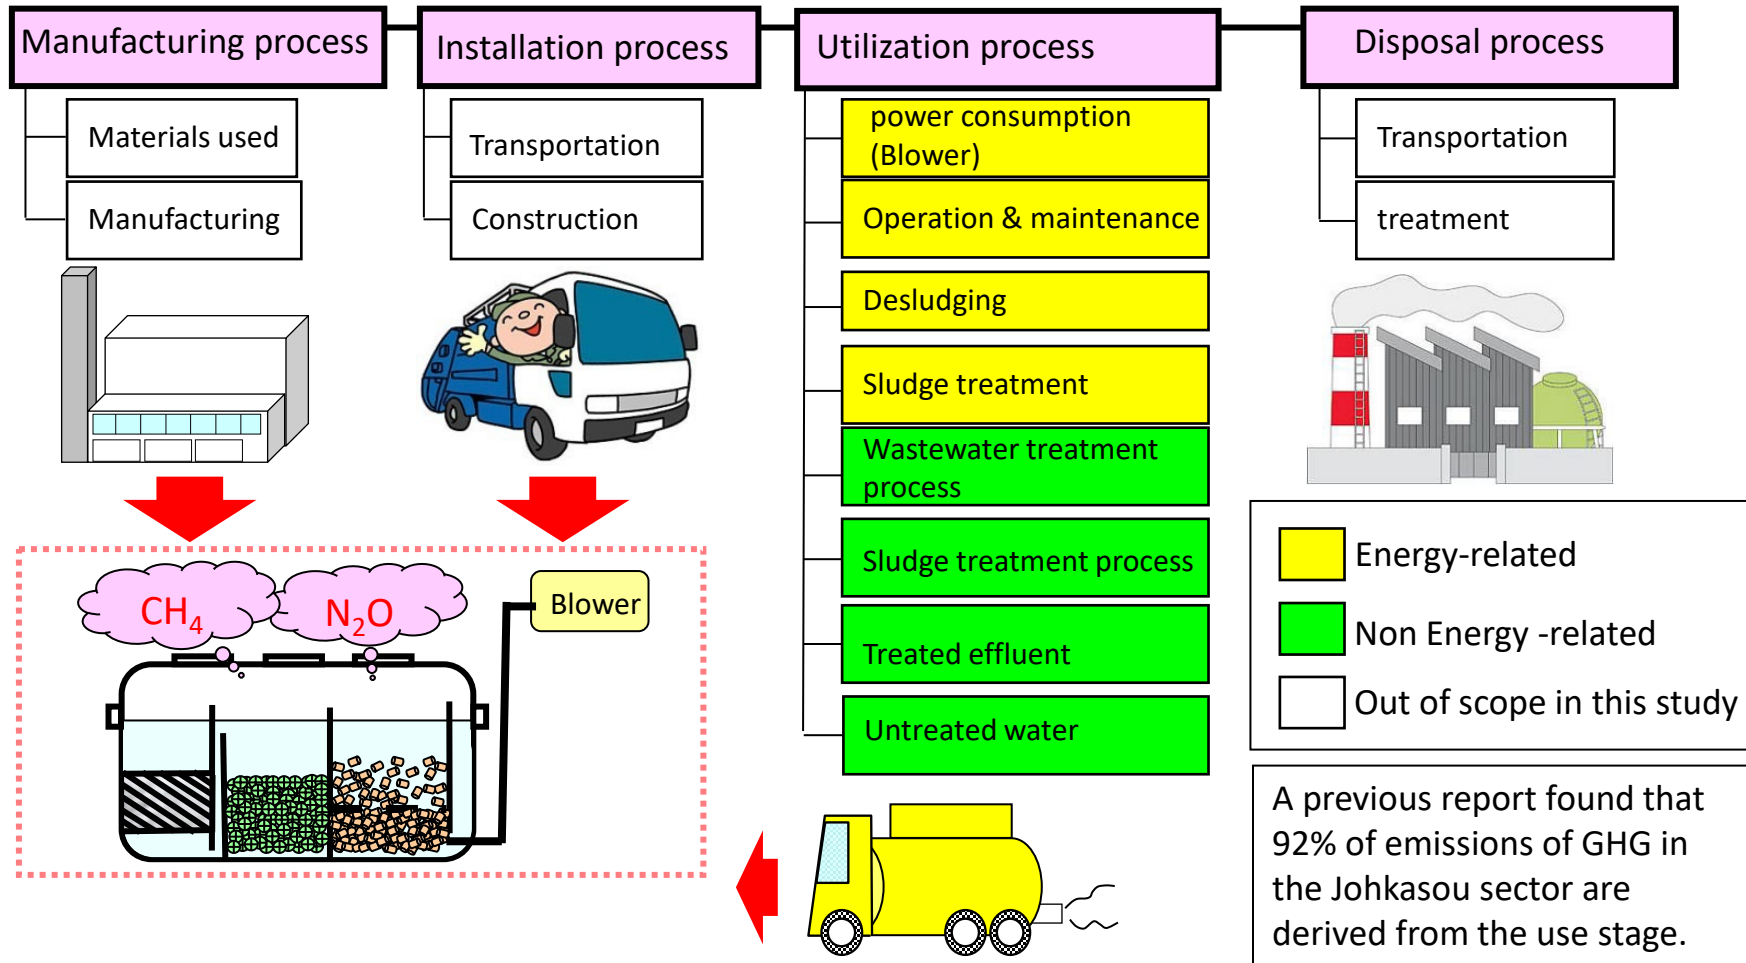 Manufacturing process
Installation process
Utilization process
Disposal process
Materials used
Manufacturing
Transportation
Construction
power consumption
(Blower)
Operation & maintenance
Desludging
Sludge treatment
Wastewater treatment
process
Sludge treatment process
Treated effluent
Untreated water
Transportation
treatment
CH₄
N₂O
Blower
Energy-related
Non Energy -related
Out of scope in this study
A previous report found that
92% of emissions of GHG in
the Johkasou sector are
derived from the use stage.